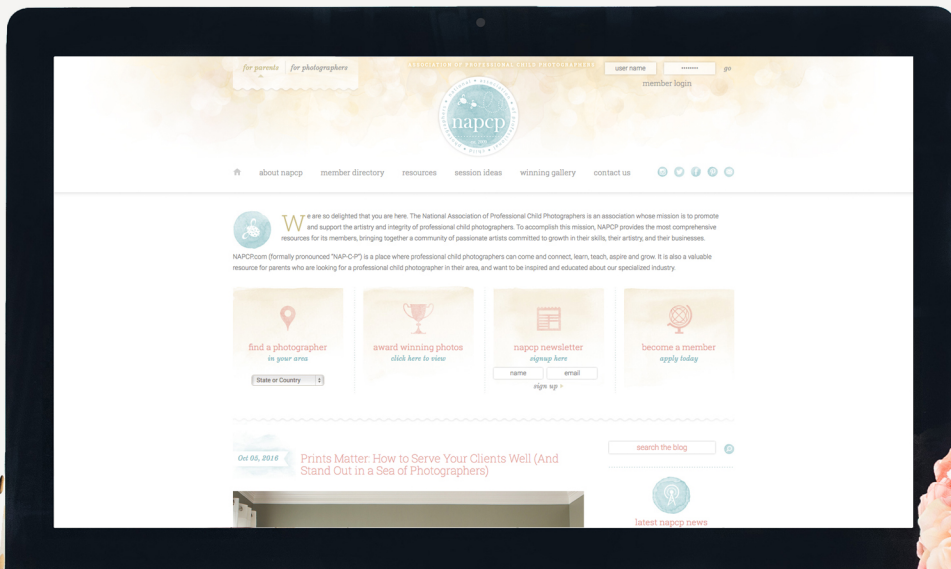 for parents
for photographers
ASSOCIATION OF PROFESSIONAL CHILD PHOTOGRAPHERS
user name
••••••••
go
member login
napcp
about napcp
member directory
resources
session ideas
winning gallery
contact us
We are so delighted that you are here. The National Association of Professional Child Photographers is an association whose mission is to promote
and support the artistry and integrity of professional child photographers. To accomplish this mission, NAPCP provides the most comprehensive
resources for its members, bringing together a community of passionate artists committed to growth in their skills, their artistry, and their businesses.
NAPCP.com (formally pronounced "NAP-C-P") is a place where professional child photographers can come and connect, learn, teach, aspire and grow. It is also a valuable
resource for parents who are looking for a professional child photographer in their area, and want to be inspired and educated about our specialized industry.
find a photographer
in your area
State or Country
award winning photos
click here to view
napcp newsletter
signup here
name
email
sign up »
become a member
apply today
Oct 05, 2016
Prints Matter: How to Serve Your Clients Well (And
Stand Out in a Sea of Photographers)
search the blog
latest napcp news